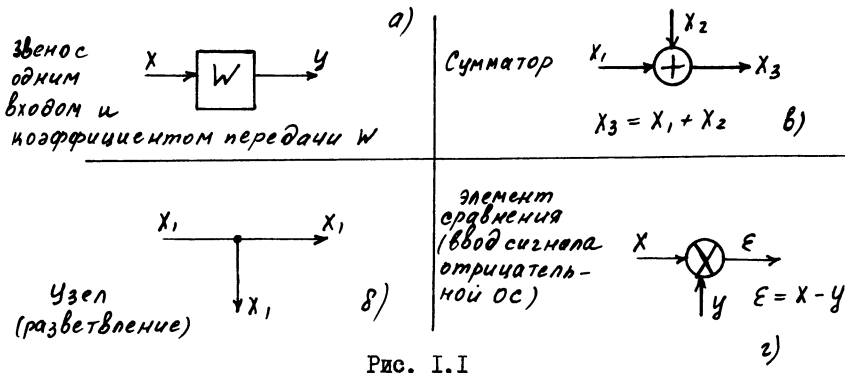 а)
Звено с
одним
входом и
коэффициентом передачи W
X
W
y
Сумматор
X₁
X₂
+
X₃
X₃ = X₁ + X₂
в)
X₁
X₁
X₁
Узел
(разветвление)
б)
элемент
сравнения
(ввод сигнала
отрицатель-
ной ОС)
X
ε
y
ε = X - y
г)
Рис. I.I